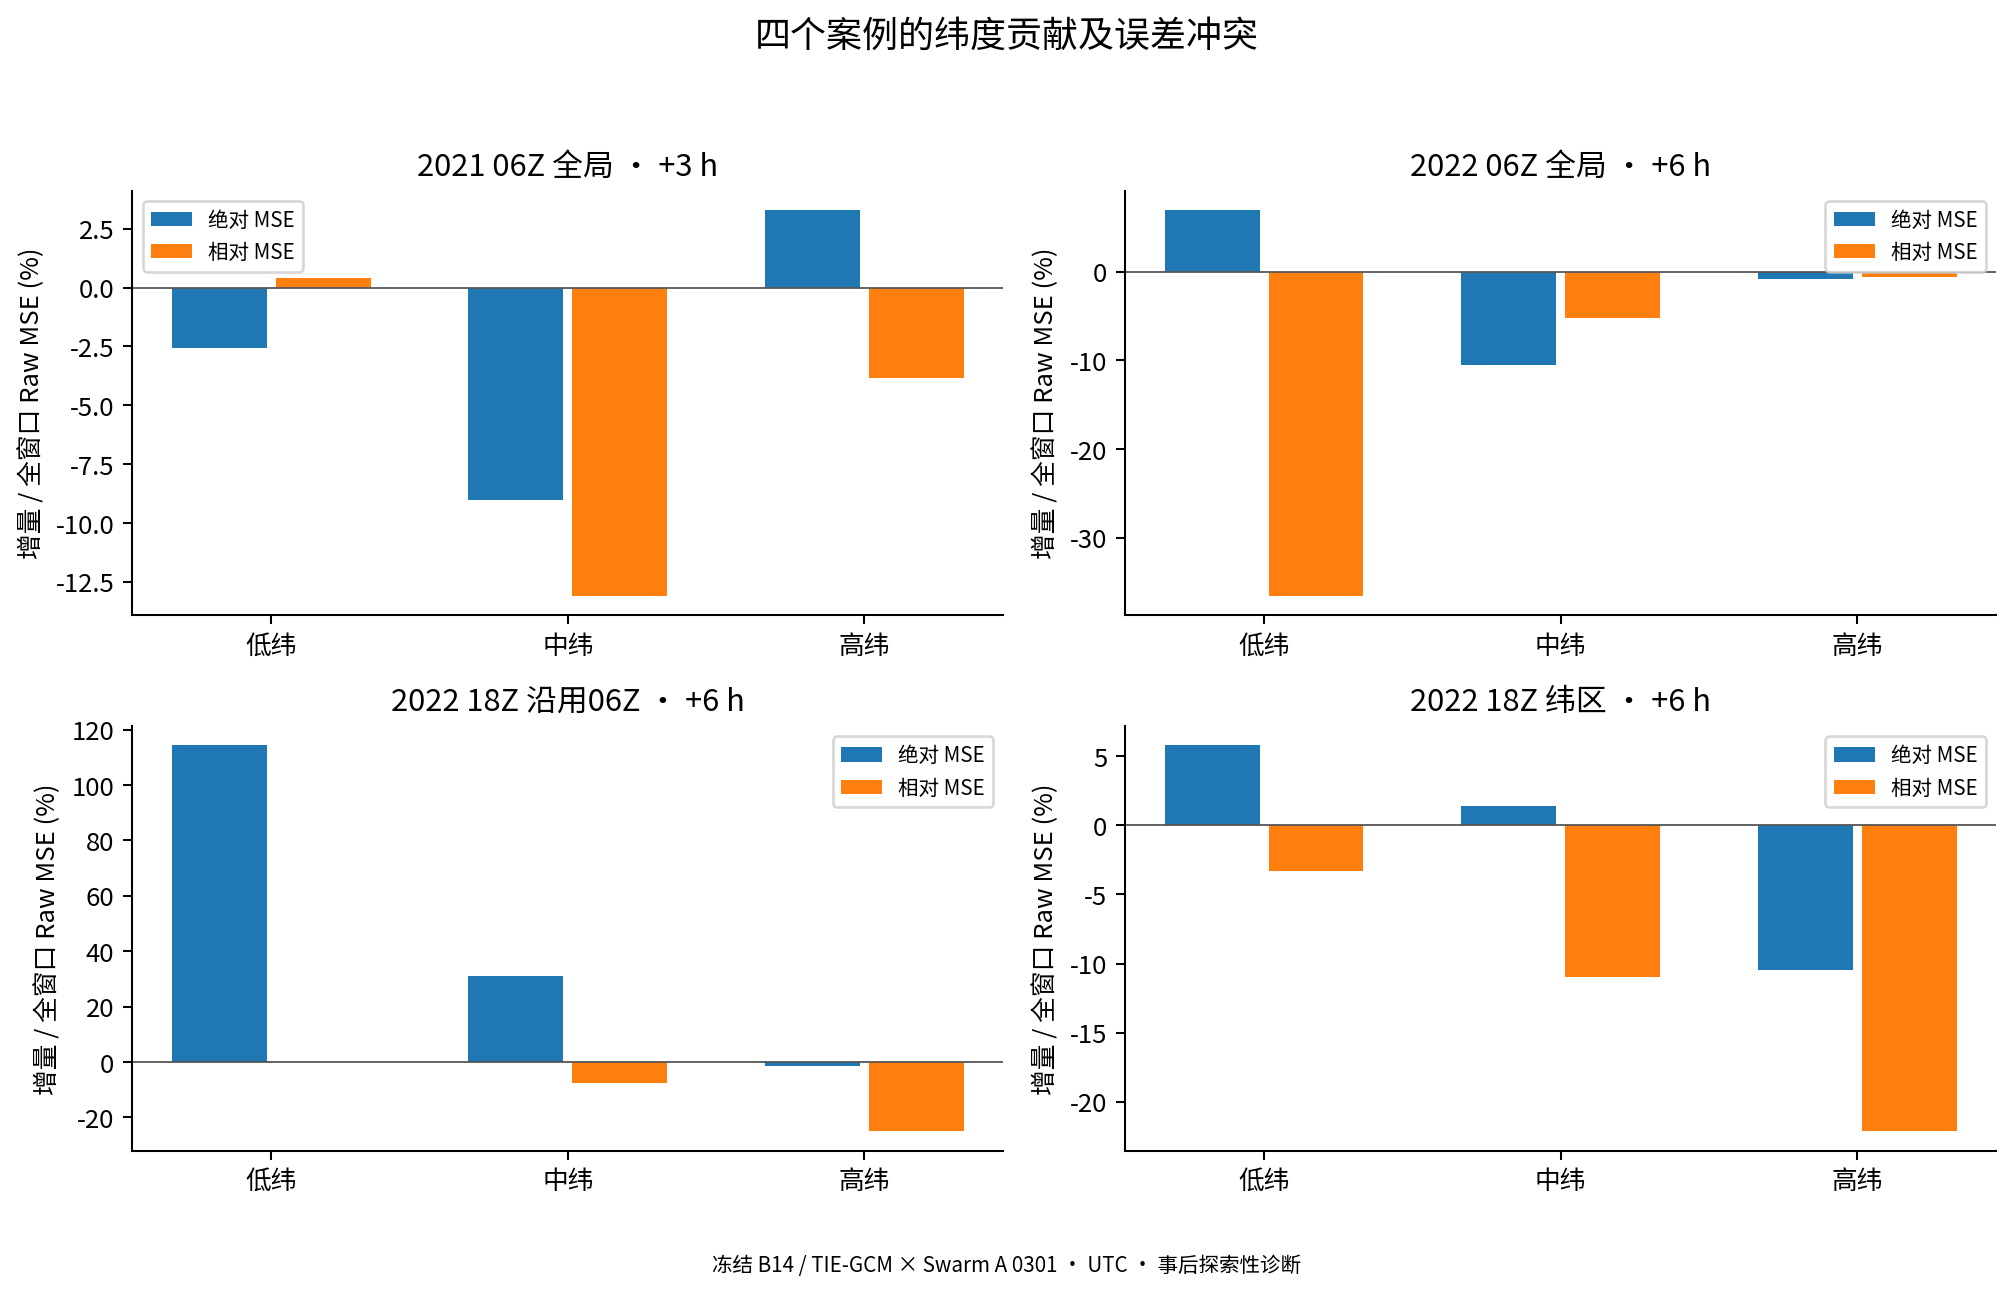 四个案例的纬度贡献及误差冲突
2021 06Z 全局 • +3 h
绝对 MSE
相对 MSE
增量 / 全窗口 Raw MSE (%)
2.5
0.0
-2.5
-5.0
-7.5
-10.0
-12.5
低纬
中纬
高纬
2022 06Z 全局 • +6 h
绝对 MSE
相对 MSE
增量 / 全窗口 Raw MSE (%)
0
-10
-20
-30
低纬
中纬
高纬
2022 18Z 沿用06Z • +6 h
绝对 MSE
相对 MSE
增量 / 全窗口 Raw MSE (%)
120
100
80
60
40
20
0
-20
低纬
中纬
高纬
2022 18Z 纬区 • +6 h
绝对 MSE
相对 MSE
增量 / 全窗口 Raw MSE (%)
5
0
-5
-10
-15
-20
低纬
中纬
高纬
冻结 B14 / TIE-GCM × Swarm A 0301 • UTC • 事后探索性诊断